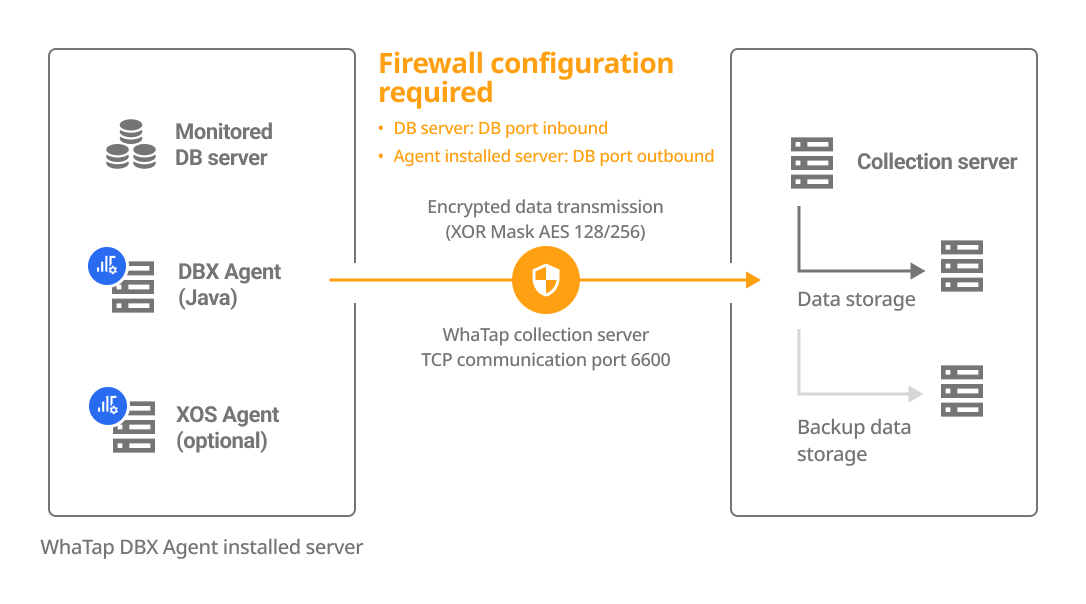 Firewall configuration
required
• DB server: DB port inbound
• Agent installed server: DB port outbound
Monitored
DB server
DBX Agent
(Java)
XOS Agent
(optional)
Encrypted data transmission
(XOR Mask AES 128/256)
WhaTap collection server
TCP communication port 6600
Collection server
Data storage
Backup data
storage
WhaTap DBX Agent installed server